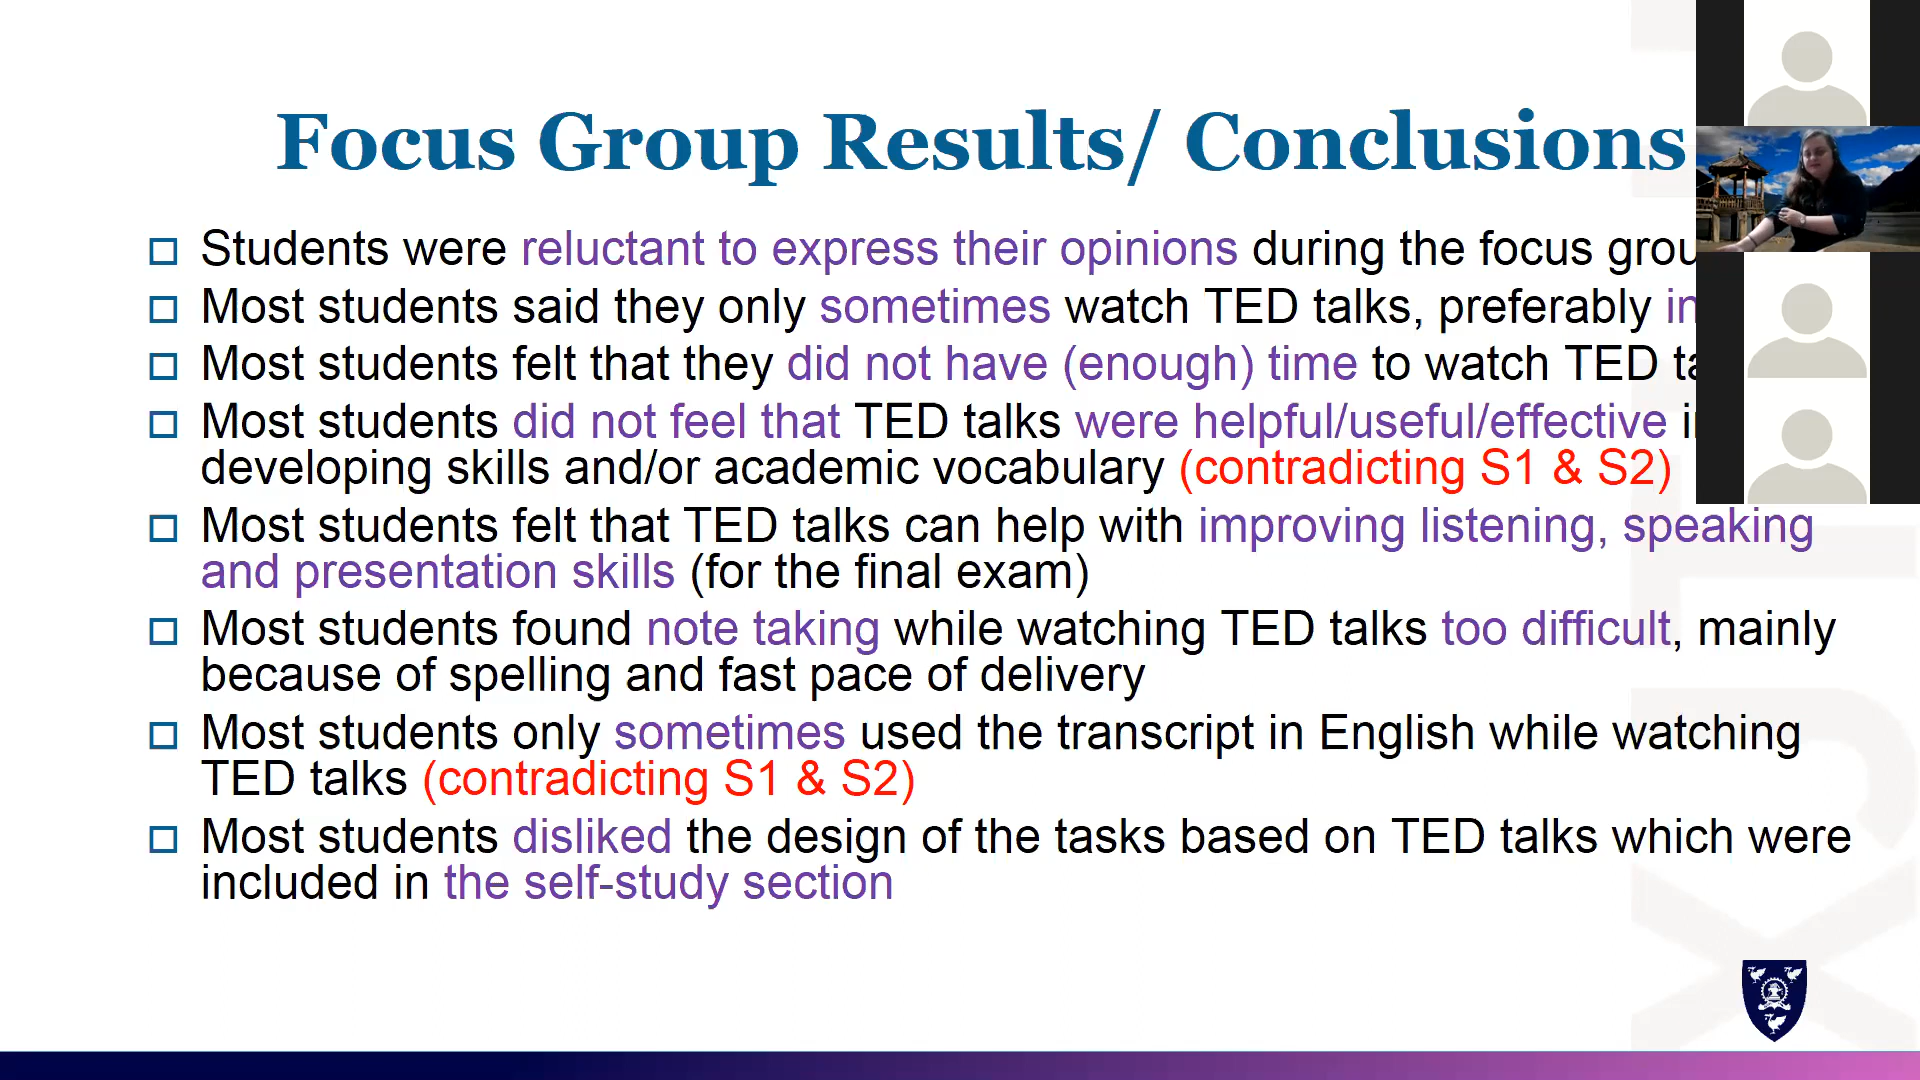 Focus Group Results/ Conclusions
Students were reluctant to express their opinions during the focus grou
Most students said they only sometimes watch TED talks, preferably in
Most students felt that they did not have (enough) time to watch TED ta
Most students did not feel that TED talks were helpful/useful/effective i
developing skills and/or academic vocabulary (contradicting S1 & S2)
Most students felt that TED talks can help with improving listening, speaking
and presentation skills (for the final exam)
Most students found note taking while watching TED talks too difficult, mainly
because of spelling and fast pace of delivery
Most students only sometimes used the transcript in English while watching
TED talks (contradicting S1 & S2)
Most students disliked the design of the tasks based on TED talks which were
included in the self-study section